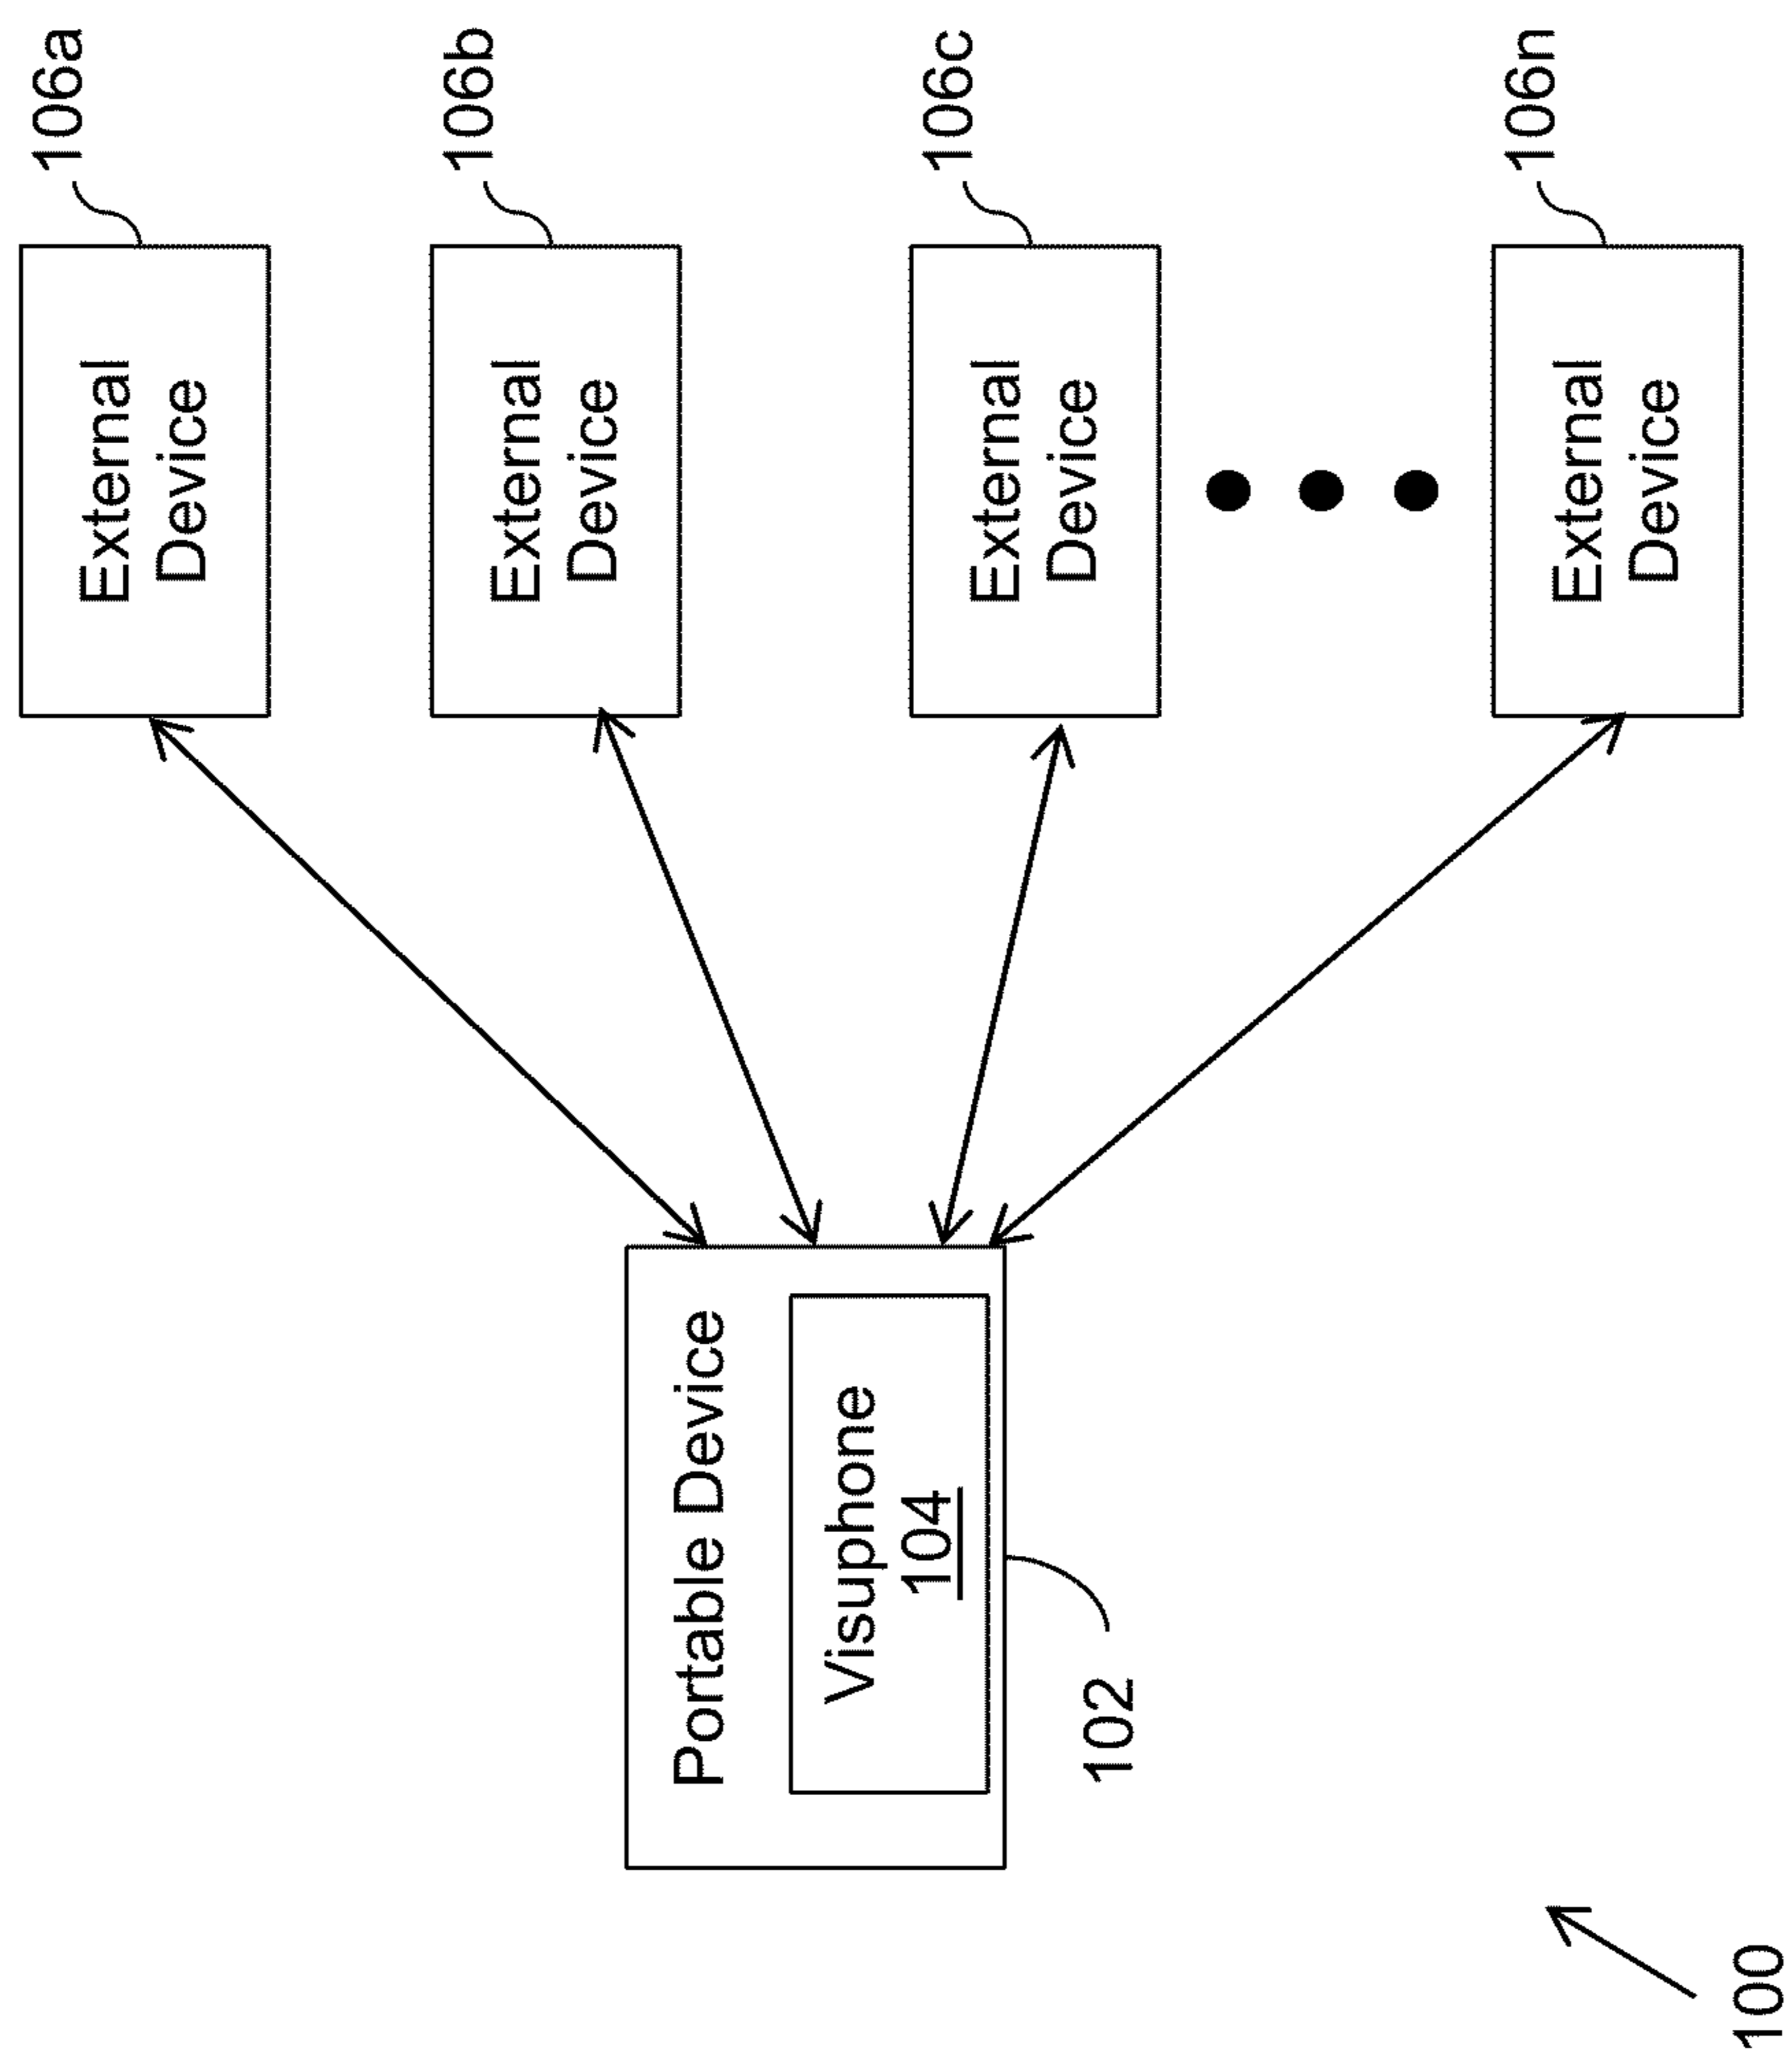 Portable Device
Visuphone
104
102
External
Device
106a
External
Device
106b
External
Device
106c
External
Device
106n
100